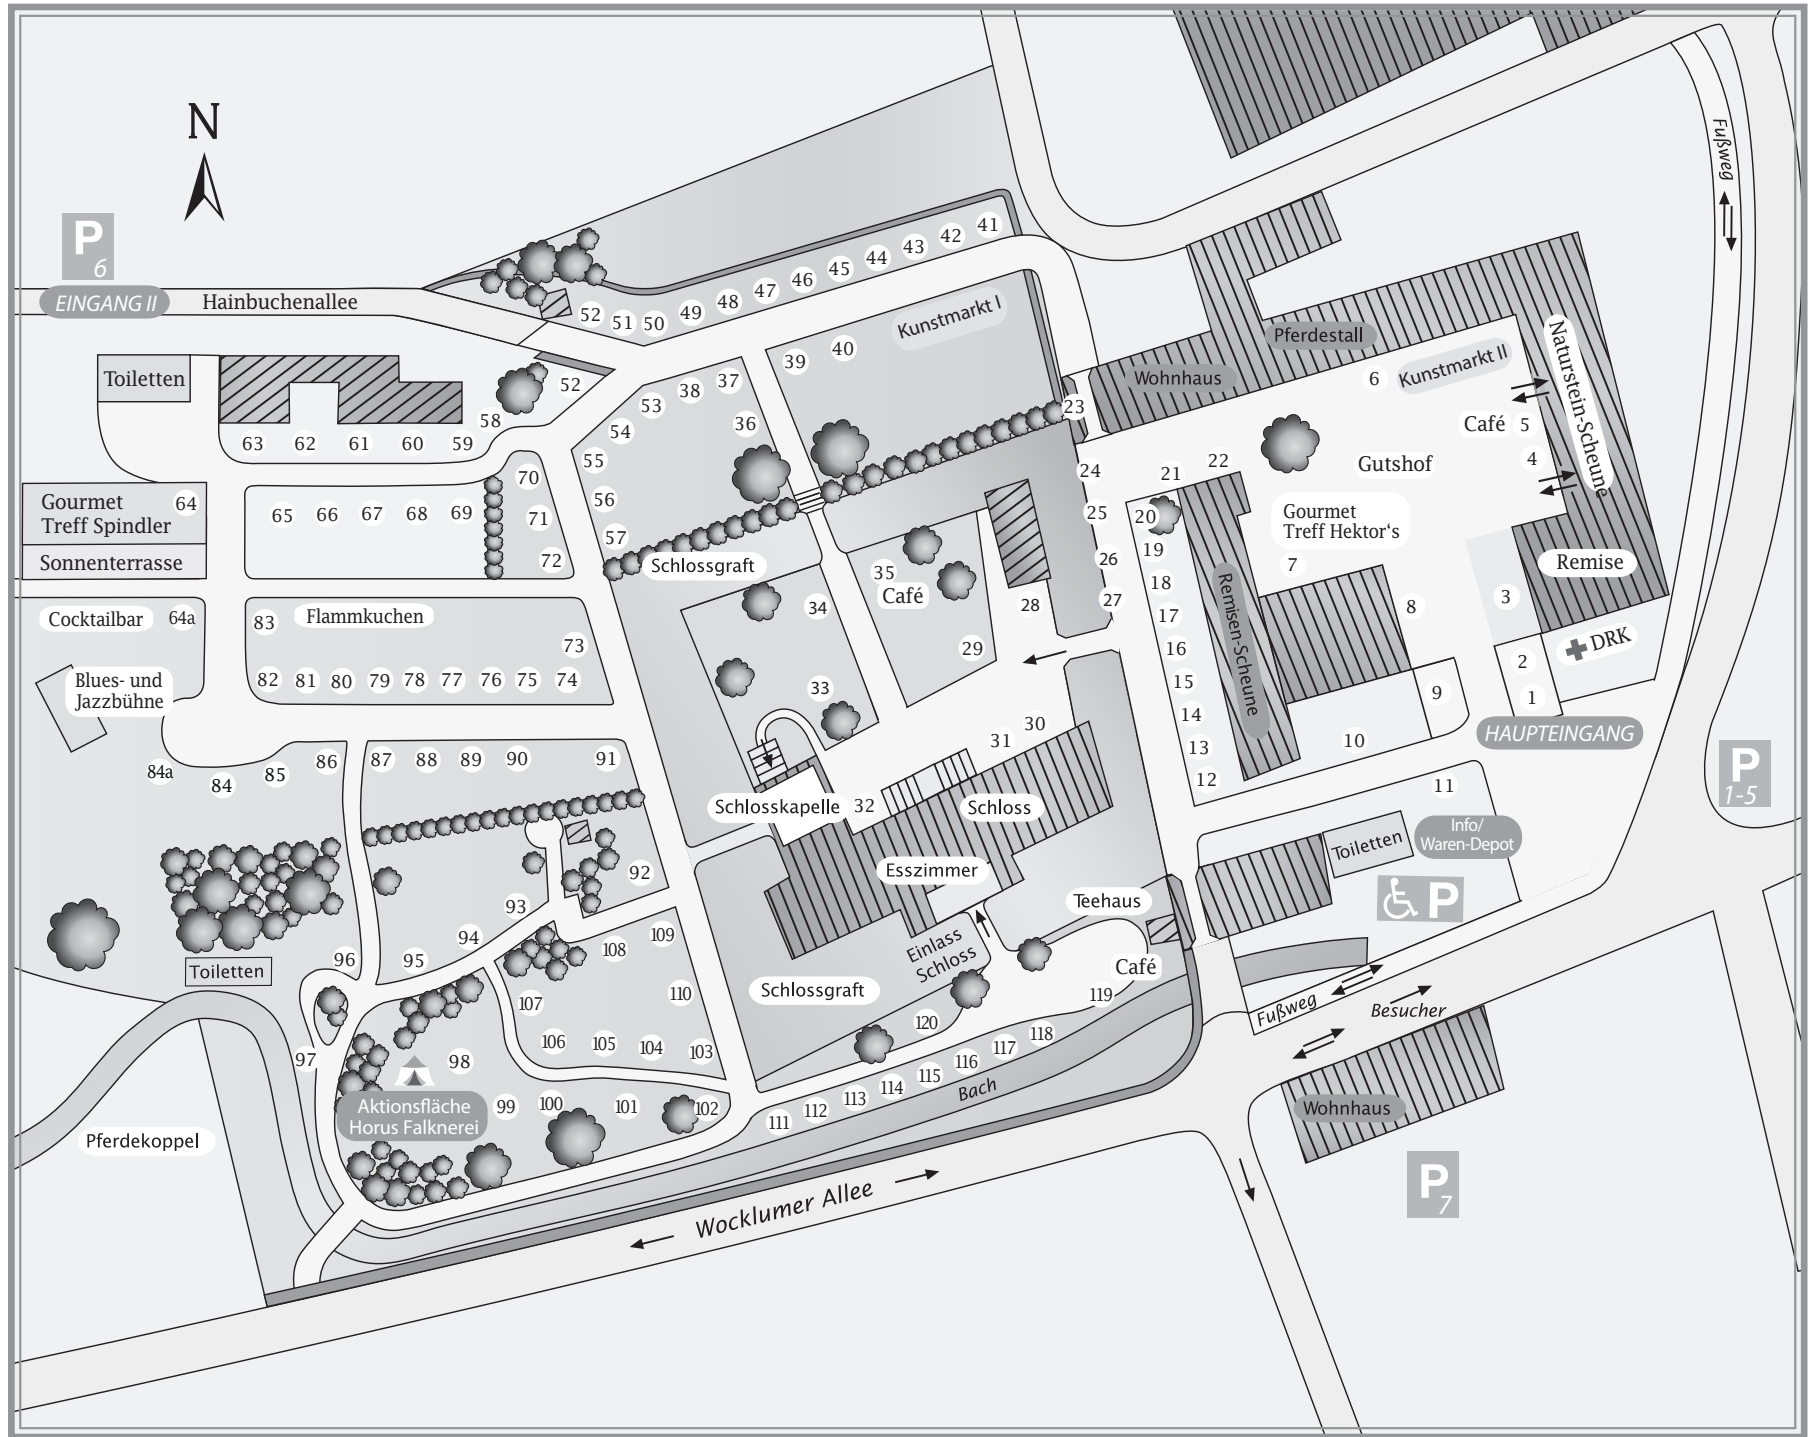 N
Fußweg
P
6
EINGANG II
Hainbuchenallee
41
42
43
44
45
46
47
48
49
50
51
52
Kunstmarkt I
40
39
38
37
36
53
54
55
56
57
52
58
Toiletten
63
62
61
60
59
Gourmet
Treff Spindler
64
Sonnenterrasse
65
66
67
68
69
70
71
72
Cocktailbar
64a
83
Flammkuchen
73
82
81
80
79
78
77
76
75
74
Blues- und
Jazzbühne
84a
84
85
86
87
88
89
90
91
92
93
94
95
96
97
Toiletten
Pferdekoppel
98
Aktionsfläche
Horus Falknerei
99
100
101
102
103
104
105
106
107
108
109
110
Schlossgraft
34
33
35
Café
29
28
30
31
32
Schlosskapelle
Schloss
Esszimmer
Einlass
Schloss
Teehaus
Café
119
120
Schlossgraft
111
112
113
114
115
116
117
118
Bach
Wocklumer Allee
23
24
25
26
27
Wohnhaus
Pferdestall
6
Kunstmarkt II
Naturstein-Scheune
Café
5
4
Gutshof
21
22
20
19
18
17
16
15
14
13
12
Remisen-Scheune
Gourmet
Treff Hektor‘s
7
8
9
10
11
Remise
3
DRK
2
1
HAUPTEINGANG
P
1-5
Toiletten
Info/
Waren-Depot
P
Fußweg
Besucher
Wohnhaus
P
7